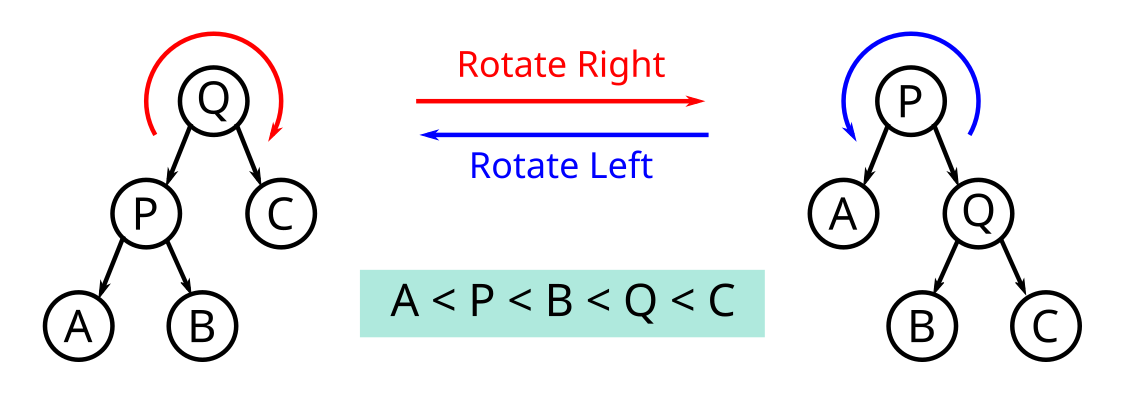 Rotate Right
Rotate Left
Q
P
C
A
B
A < P < B < Q < C
P
A
Q
B
C